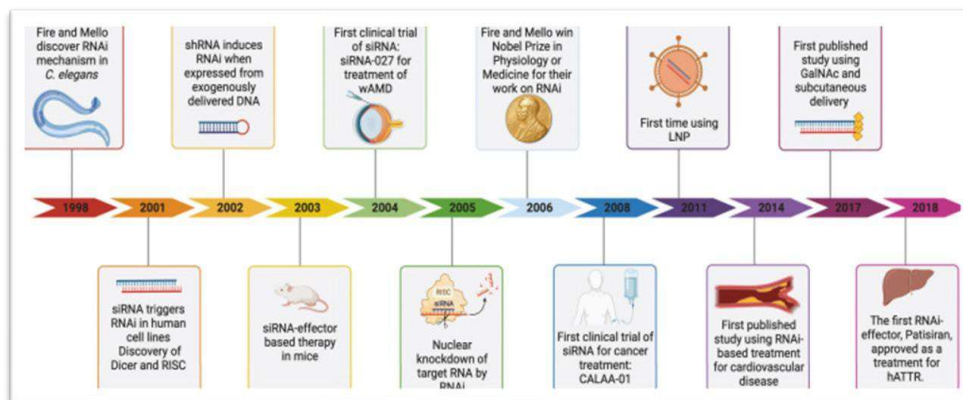 Fire and Mello
discover RNAi
mechanism in
C. elegans
shRNA induces
RNAi when
expressed from
exogenously
delivered DNA
First clinical trial
of siRNA:
siRNA-027 for
treatment of
wAMD
Fire and Mello win
Nobel Prize in
Physiology or
Medicine for their
work on RNAi
First time using
LNP
First published
study using
GalNAc and
subcutaneous
delivery
1998
2001
2002
2003
2004
2005
2006
2008
2011
2014
2017
2018
siRNA triggers
RNAi in human
cell lines
Discovery of
Dicer and RISC
siRNA-effector
based therapy
in mice
RISC
siRNA
Nuclear
knockdown of
target RNA by
RNAi
First clinical trial of
siRNA for cancer
treatment:
CALAA-01
First published
study using RNAi-
based treatment
for cardiovascular
disease
The first RNAi-
effector, Patisiran,
approved as a
treatment for
hATTR.